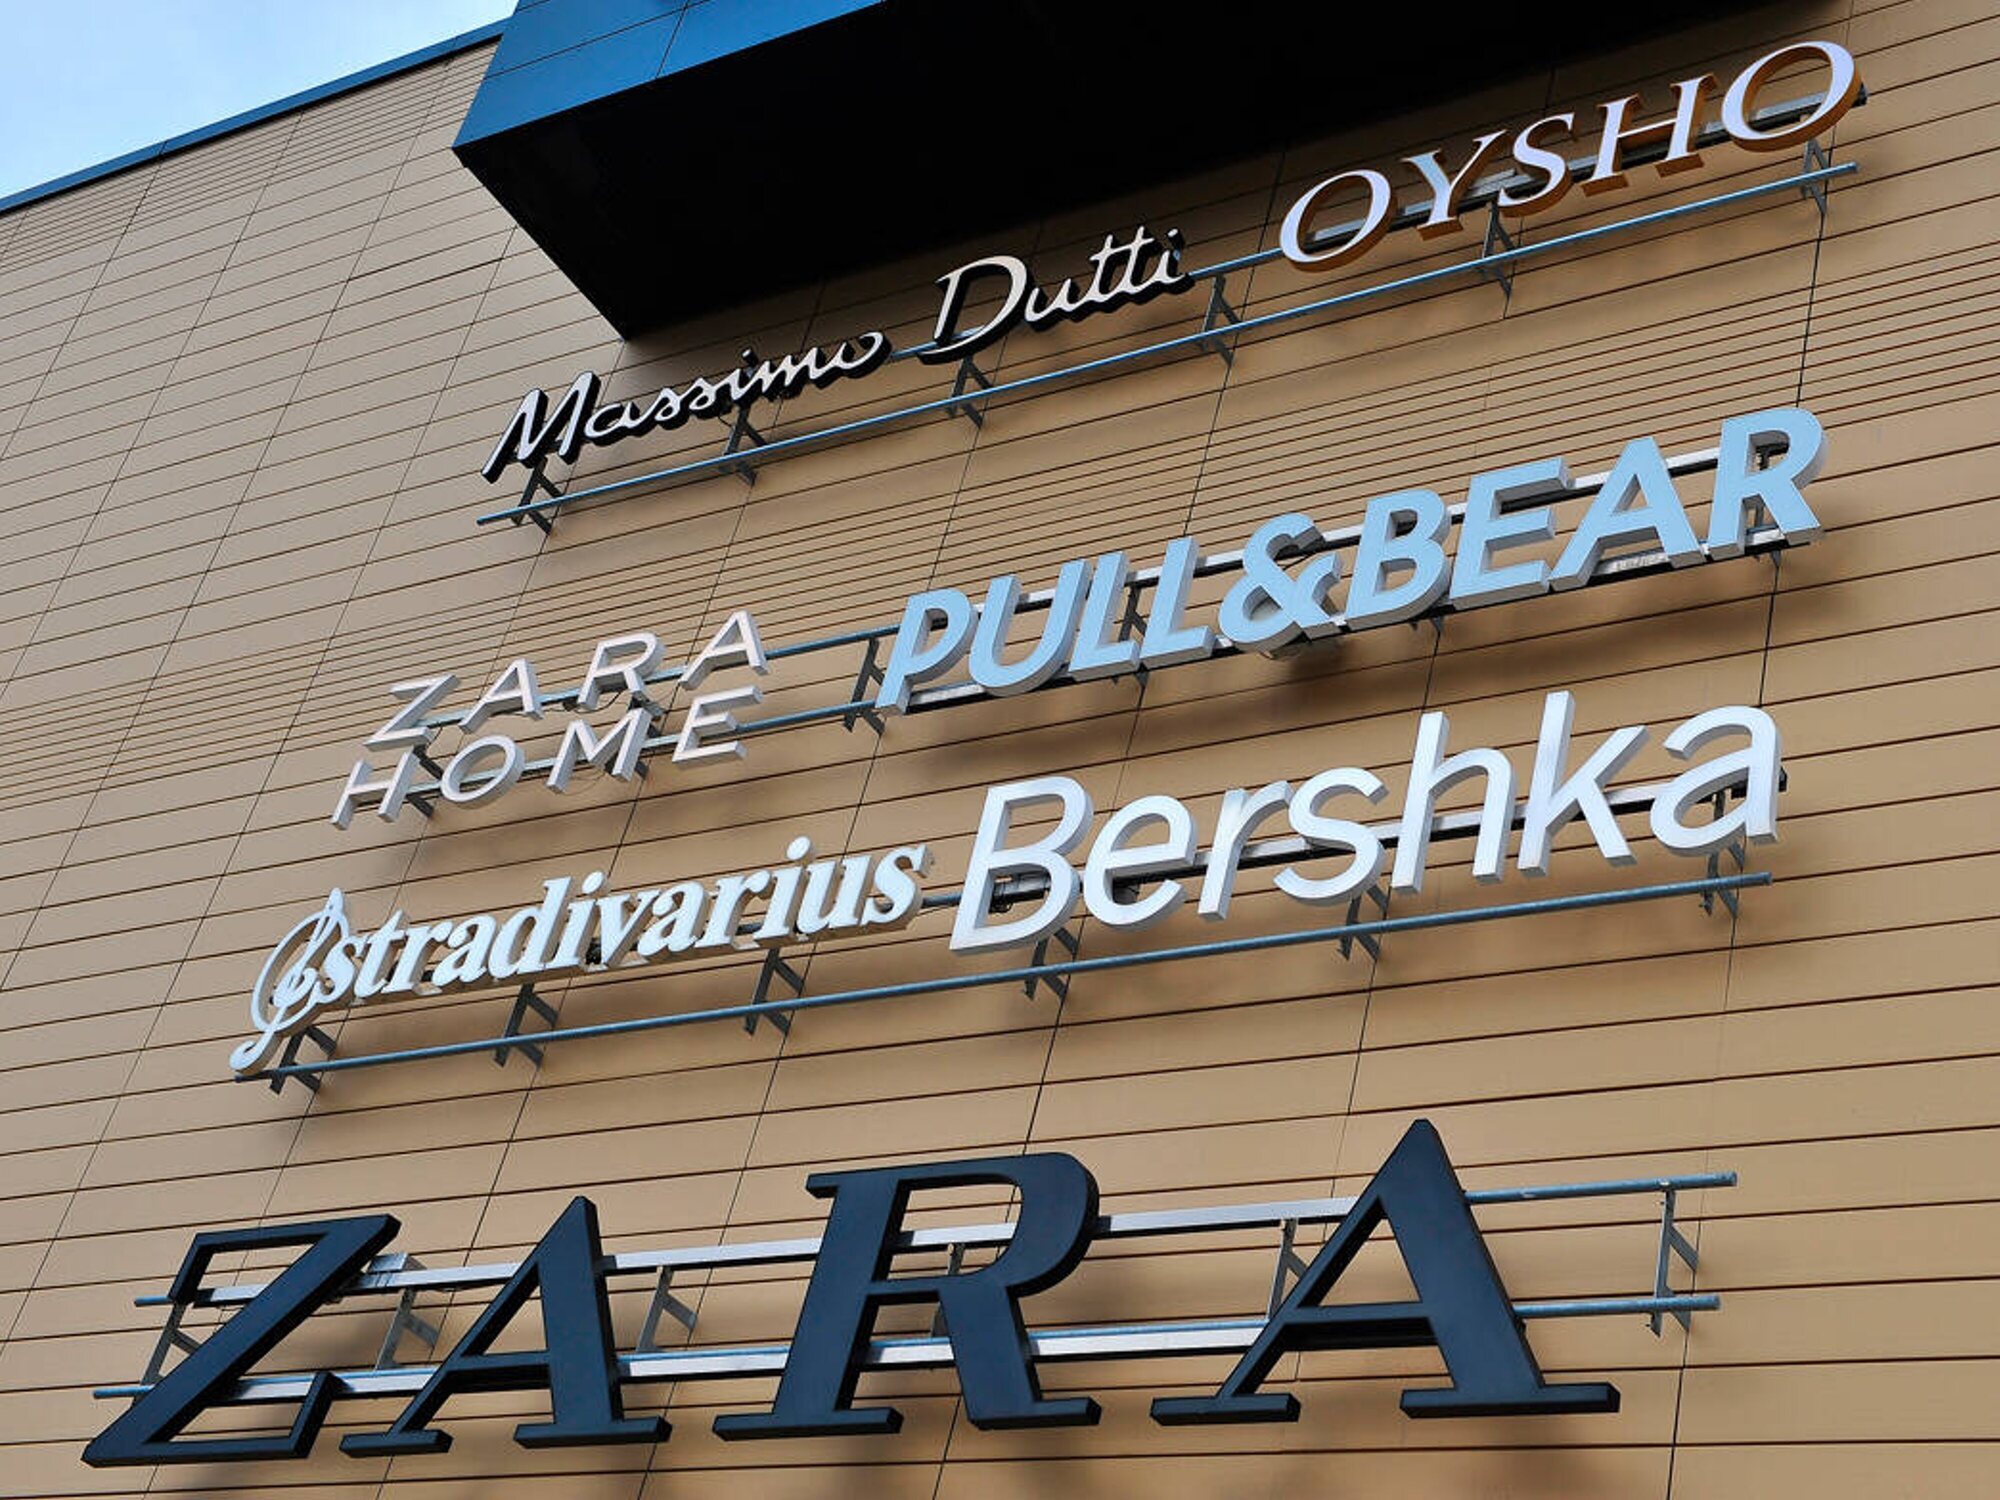 Massimo Dutti OYSHO
ZARA HOME PULL&BEAR
Stradivarius Bershka
ZARA